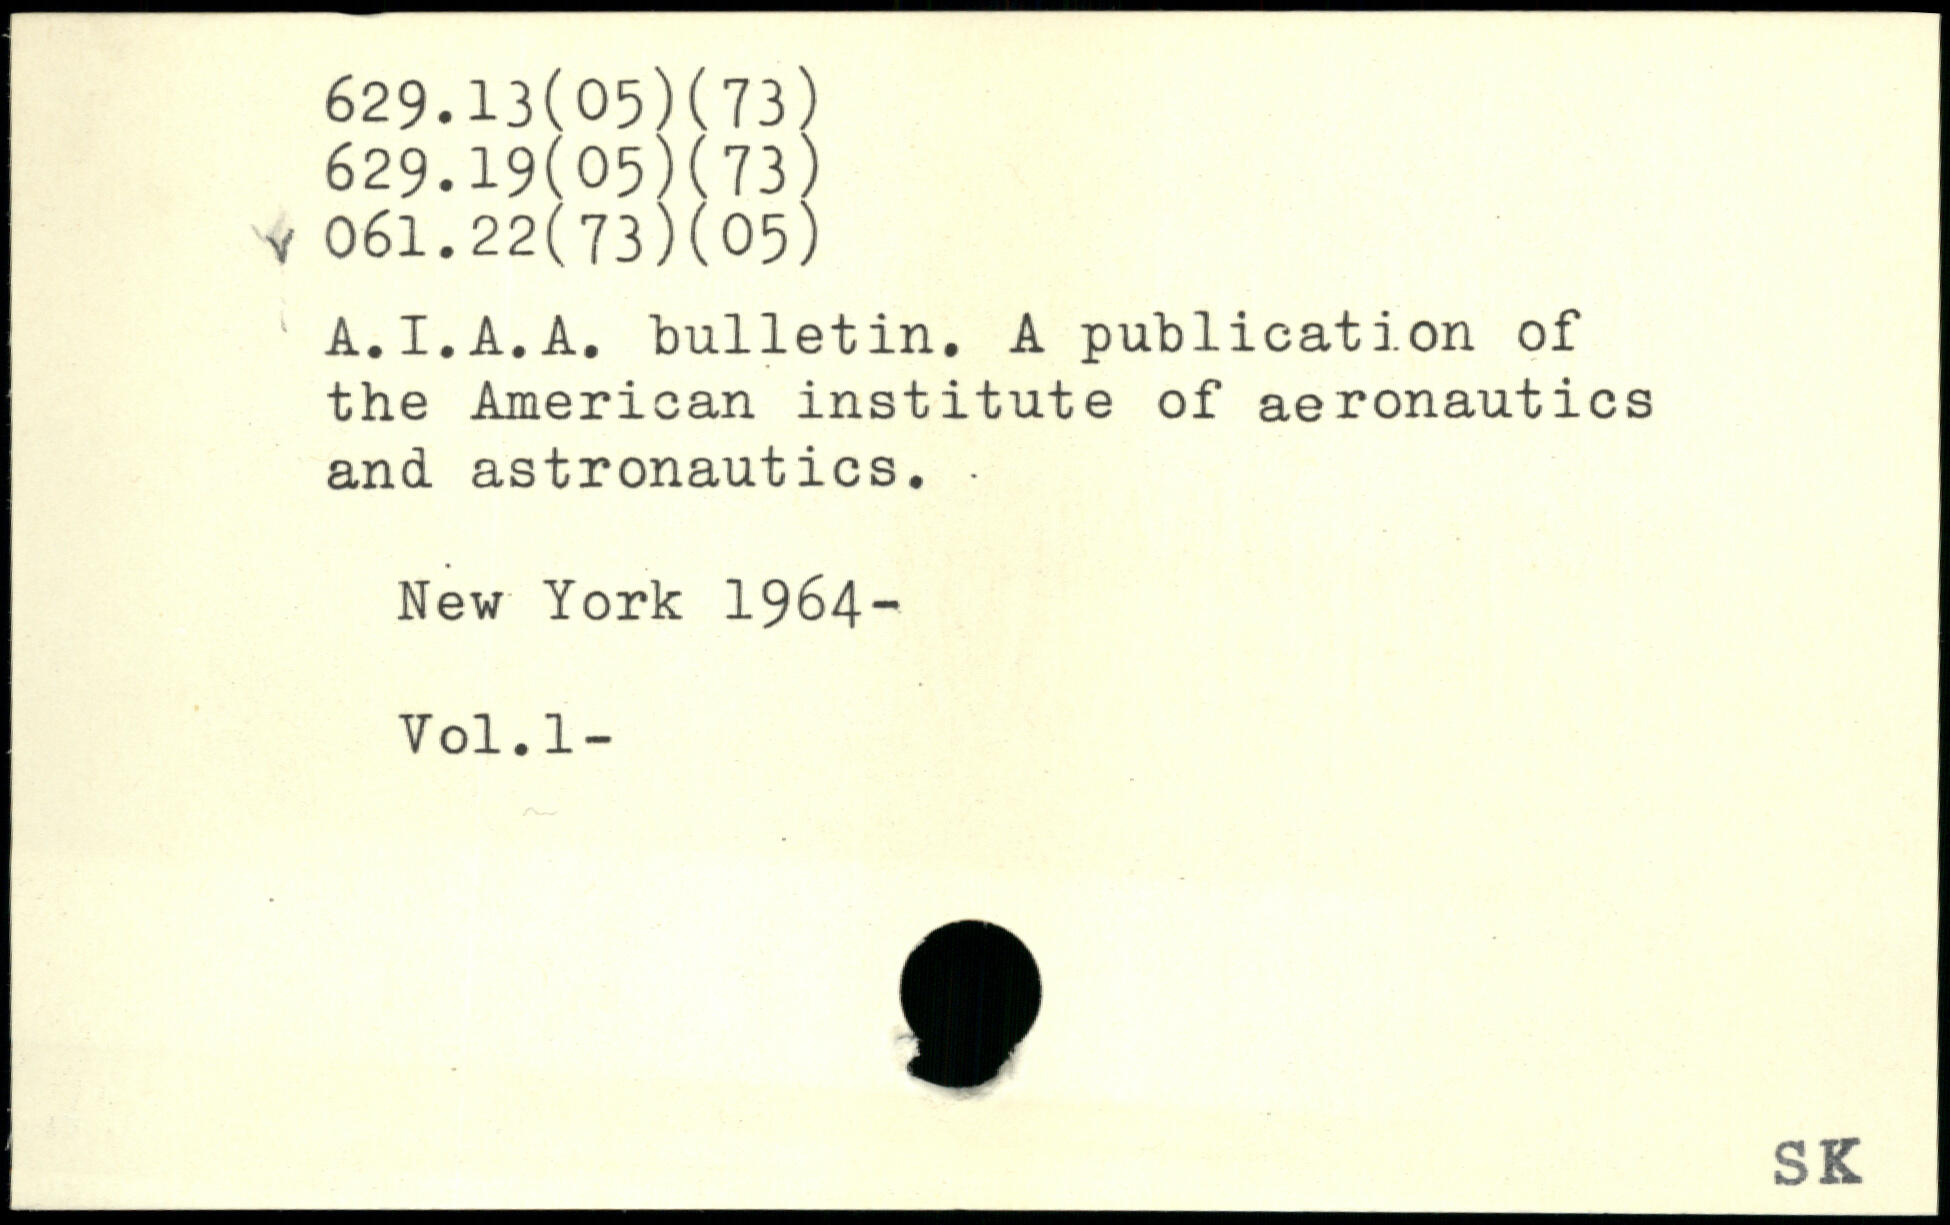 629.13(05)(73)
629.19(05)(73)
061.22(73)(05)
A.I.A.A. bulletin. A publication of
the American institute of aeronautics
and astronautics.
New York 1964-
Vol.1-
SK